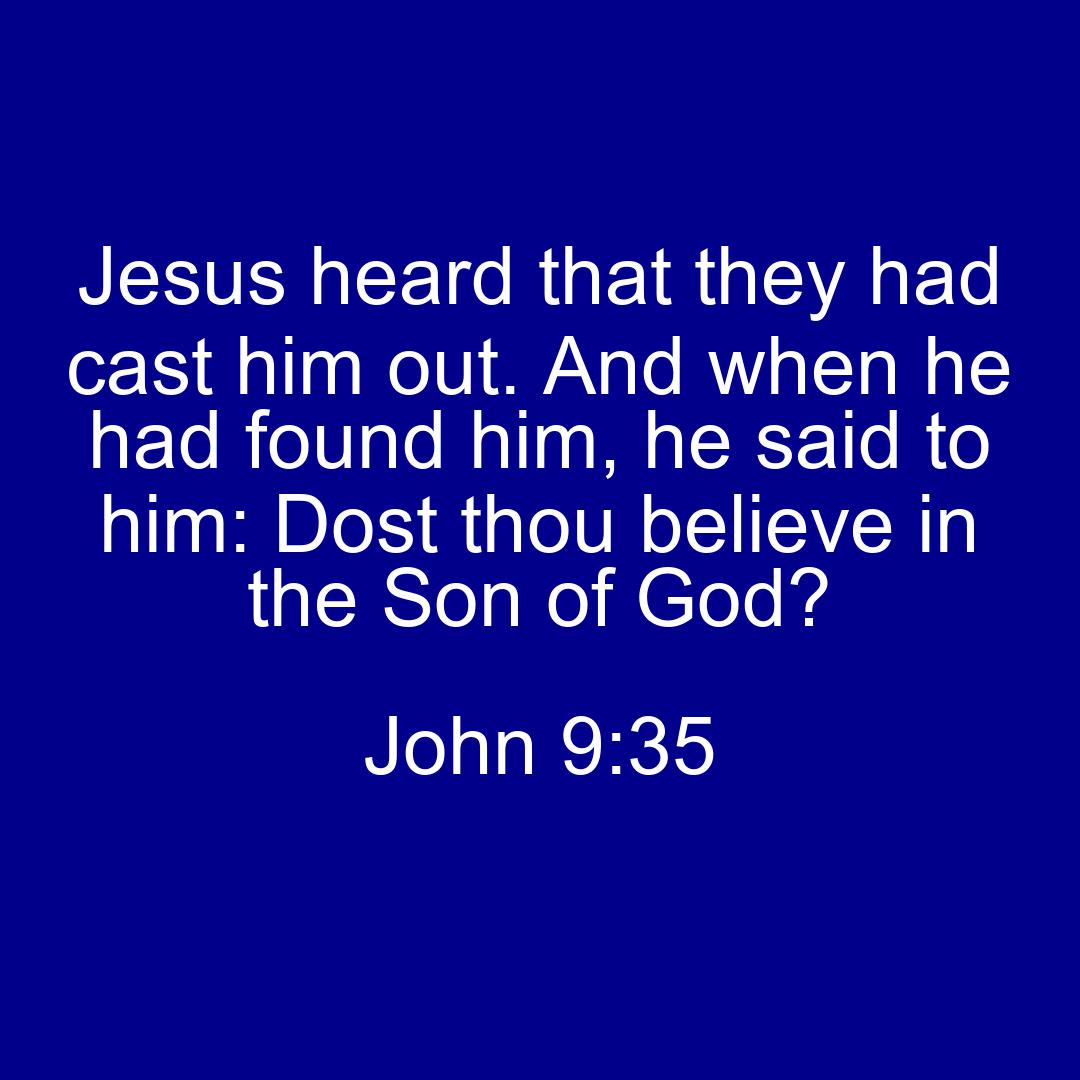 Jesus heard that they had
cast him out. And when he
had found him, he said to
him: Dost thou believe in
the Son of God?
John 9:35